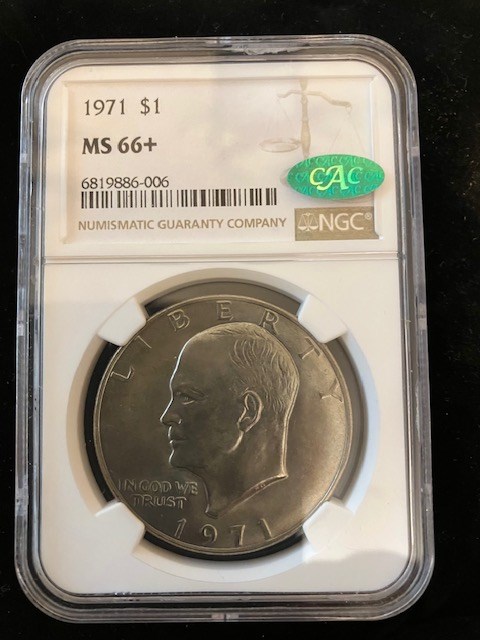 1971 $1
MS 66+
CAC
6819886-006
NUMISMATIC GUARANTY COMPANY
NGC®
LIBERTY
IN GOD WE
TRUST
1971